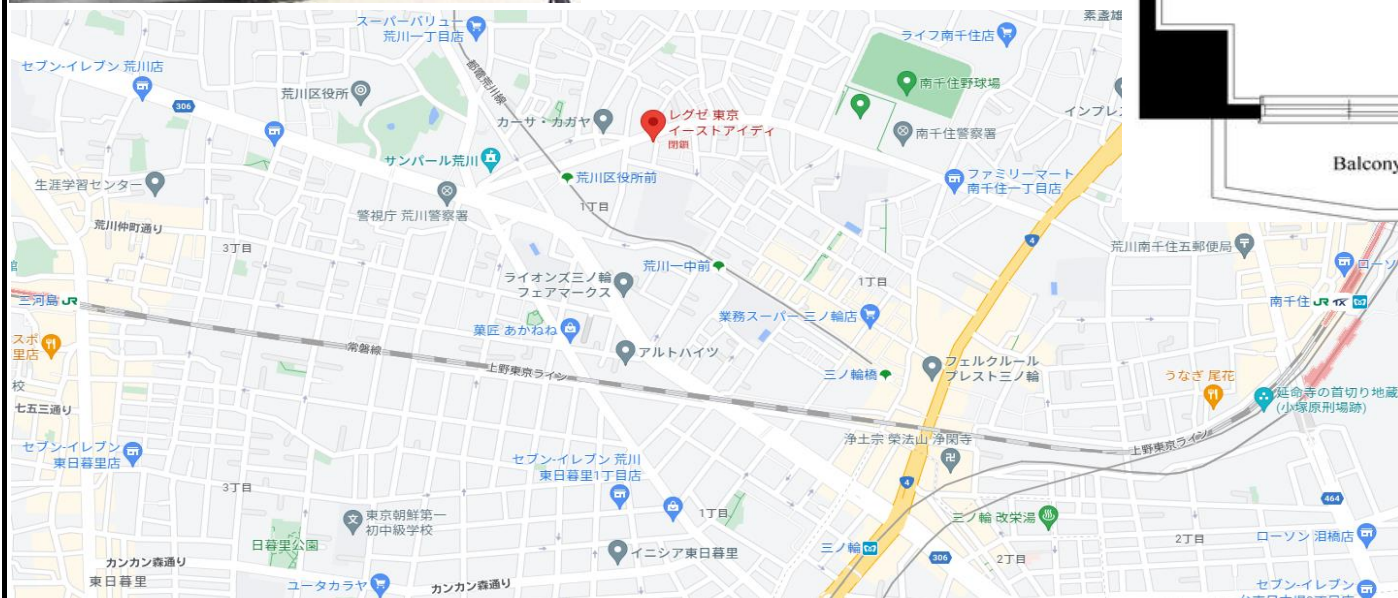 スーパーバリュー
荒川一丁目店
ライフ南千住店
素盞雄
セブン-イレブン 荒川店
荒川区役所
306
都電荒川線
カーサ・カガヤ
レグゼ 東京
イーストアイディ
閉鎖
南千住野球場
南千住警察署
サンパール荒川
荒川区役所前
生涯学習センター
警視庁 荒川警察署
1丁目
ファミリーマート
南千住一丁目店
Balcony
荒川仲町通り
3丁目
4
荒川南千住五郵便局
荒川一中前
ライオンズ三ノ輪
フェアマークス
1丁目
三河島 JR
南千住 JR TX
菓匠 あかねね
業務スーパー 三ノ輪店
常磐線
アルトハイツ
上野東京ライン
三ノ輪橋
フェルクルール
プレスト三ノ輪
うなぎ 尾花
延命寺の首切り地蔵
(小塚原刑場跡)
校
七五三通り
セブン-イレブン
東日暮里店
浄土宗 榮法山 浄閑寺
上野東京ライン
セブン-イレブン 荒川
東日暮里1丁目店
3丁目
4
464
東京朝鮮第一
初中級学校
1丁目
三ノ輪 改栄湯
日暮里公園
イニシア東日暮里
三ノ輪
306
2丁目
2丁目
ローソン 泪橋店
カンカン森通り
東日暮里
ユータカラヤ
カンカン森通り
セブン-イレブン